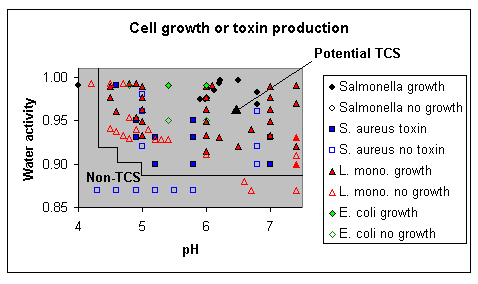 Cell growth or toxin production
Potential TCS
Water activity
1.00
0.95
0.90
0.85
Non-TCS
4
5
6
7
pH
Salmonella growth
Salmonella no growth
S. aureus toxin
S. aureus no toxin
L. mono. growth
L. mono. no growth
E. coli growth
E. coli no growth